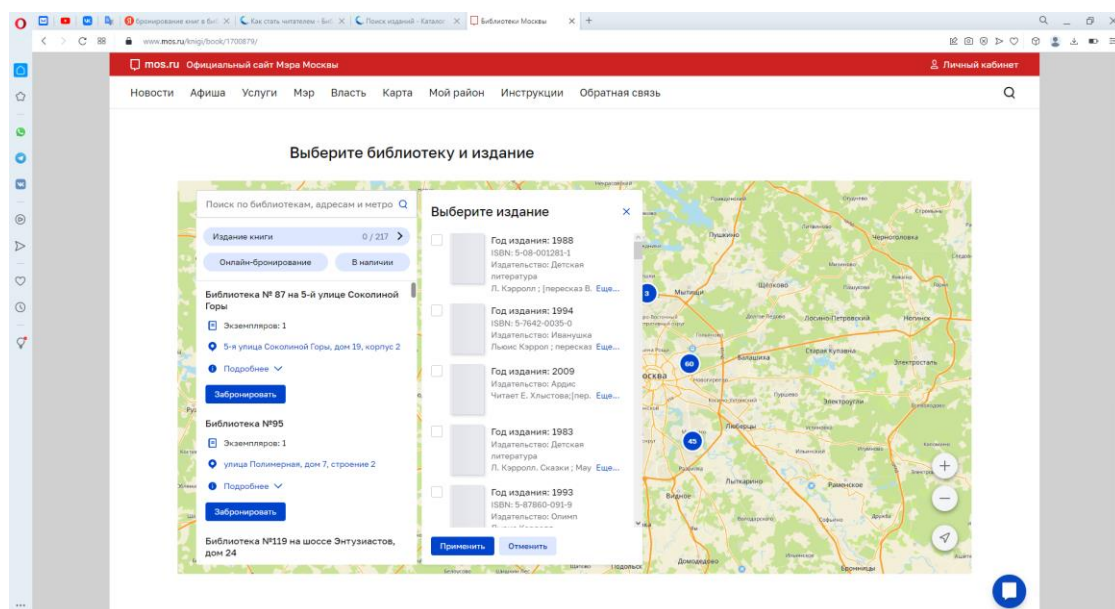 Бронирование книг в биб
Как стать читателем - Биб
Поиск изданий - Каталог
Библиотеки Москвы
www.mos.ru/knigi/book/1700879/
mos.ru Официальный сайт Мэра Москвы
Личный кабинет
Новости Афиша Услуги Мэр Власть Карта Мой район Инструкции Обратная связь
Выберите библиотеку и издание
Поиск по библиотекам, адресам и метро
Издание книги 0 / 217
Онлайн-бронирование В наличии
Библиотека № 87 на 5-й улице Соколиной
Горы
Экземпляров: 1
5-я улица Соколиной Горы, дом 19, корпус 2
Подробнее
Забронировать
Библиотека №95
Экземпляров: 1
улица Полимерная, дом 7, строение 2
Подробнее
Забронировать
Библиотека №119 на шоссе Энтузиастов,
дом 24
Выберите издание
Год издания: 1988
ISBN: 5-08-001281-1
Издательство: Детская
литература
Л. Кэрролл ; [пересказ В. Еще...
Год издания: 1994
ISBN: 5-7642-0035-0
Издательство: Иванушка
Льюис Кэррол ; пересказ Еще...
Год издания: 2009
Издательство: Ардис
Читает Е. Хлыстова;[пер. Еще...
Год издания: 1983
Издательство: Детская
литература
Л. Кэрролл. Сказки ; Мау Еще...
Год издания: 1993
ISBN: 5-87860-091-9
Издательство: Олимп
Применить Отменить
Пушкино
Черноголовка
Щёлково
3
Мытищи
Лосино-Петровский
Ногинск
Балашиха
Старая Купавна
Электросталь
60
осква
Электроугли
Люберцы
45
Лыткарино
Раменское
Видное
Домодедово
Подольск
Бронницы